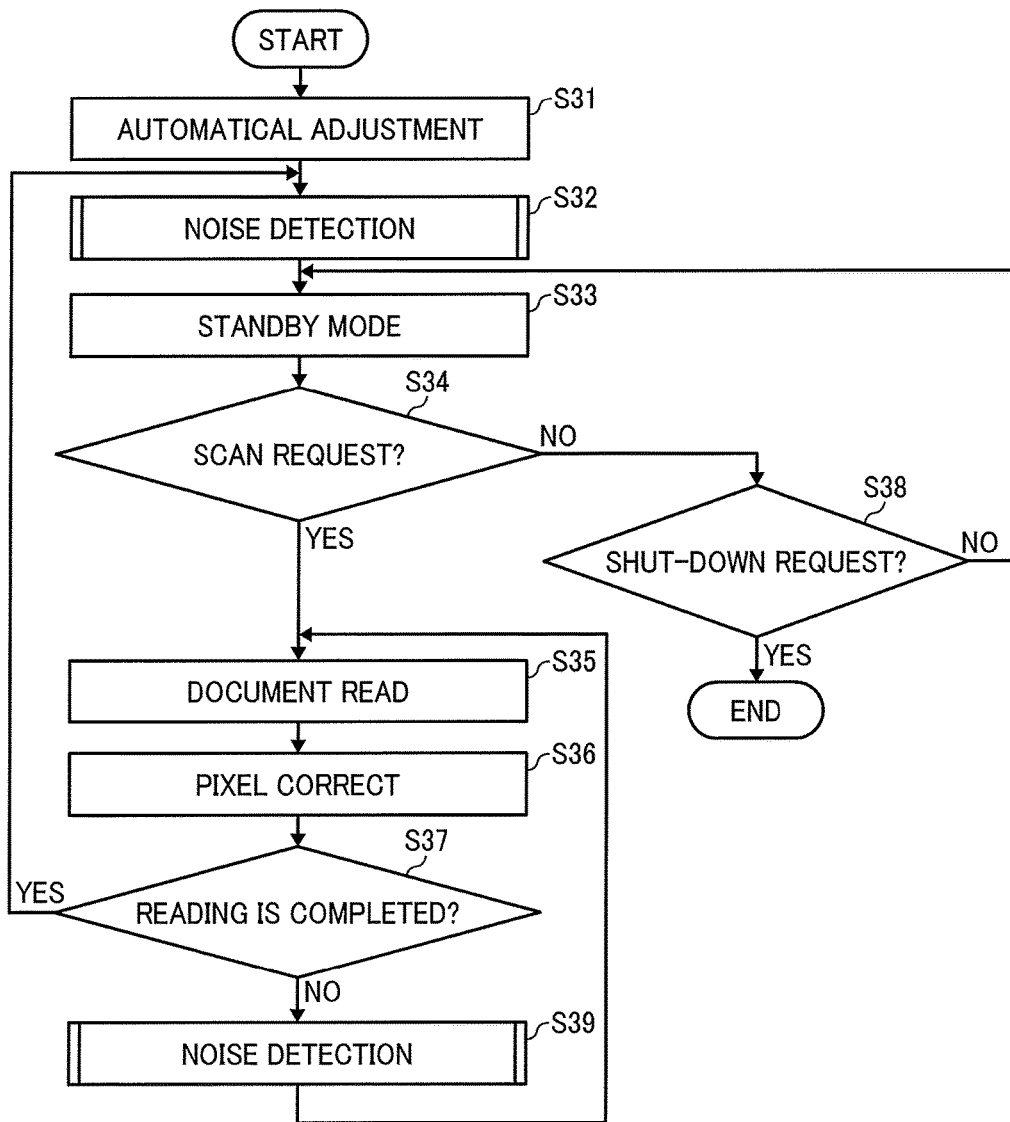 START
S31
AUTOMATICAL ADJUSTMENT
S32
NOISE DETECTION
S33
STANDBY MODE
S34
SCAN REQUEST?
NO
YES
S38
SHUT-DOWN REQUEST?
NO
YES
END
S35
DOCUMENT READ
S36
PIXEL CORRECT
S37
READING IS COMPLETED?
YES
NO
S39
NOISE DETECTION